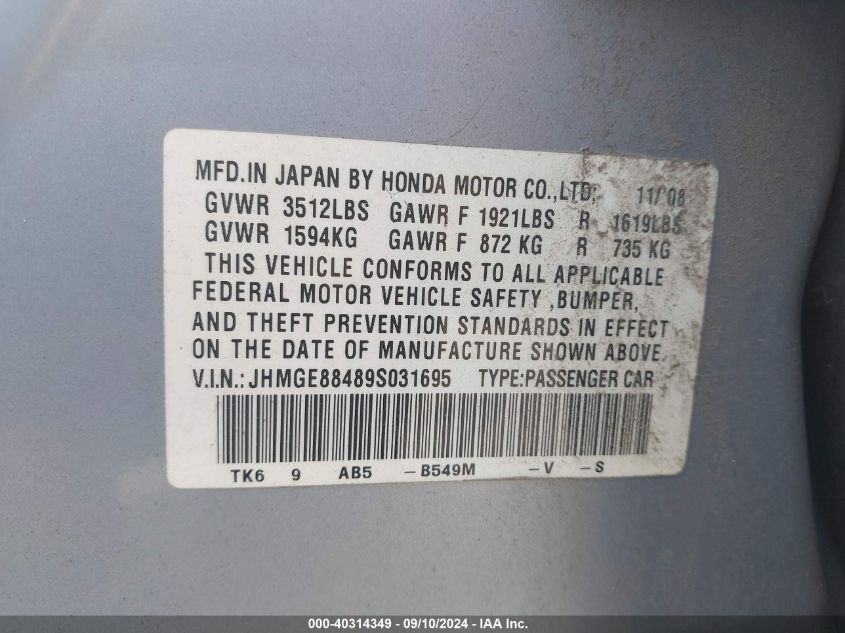 MFD.IN JAPAN BY HONDA MOTOR CO.,LTD. 11/'08
GVWR 3512LBS GAWR F 1921LBS R 1619LBS
GVWR 1594KG GAWR F 872 KG R 735 KG
THIS VEHICLE CONFORMS TO ALL APPLICABLE
FEDERAL MOTOR VEHICLE SAFETY ,BUMPER,
AND THEFT PREVENTION STANDARDS IN EFFECT
ON THE DATE OF MANUFACTURE SHOWN ABOVE.
V.I.N.: JHMGE88489S031695 TYPE:PASSENGER CAR
TK6 9 AB5 -B549M -V -S
000-40314349 - 09/10/2024 - IAA Inc.